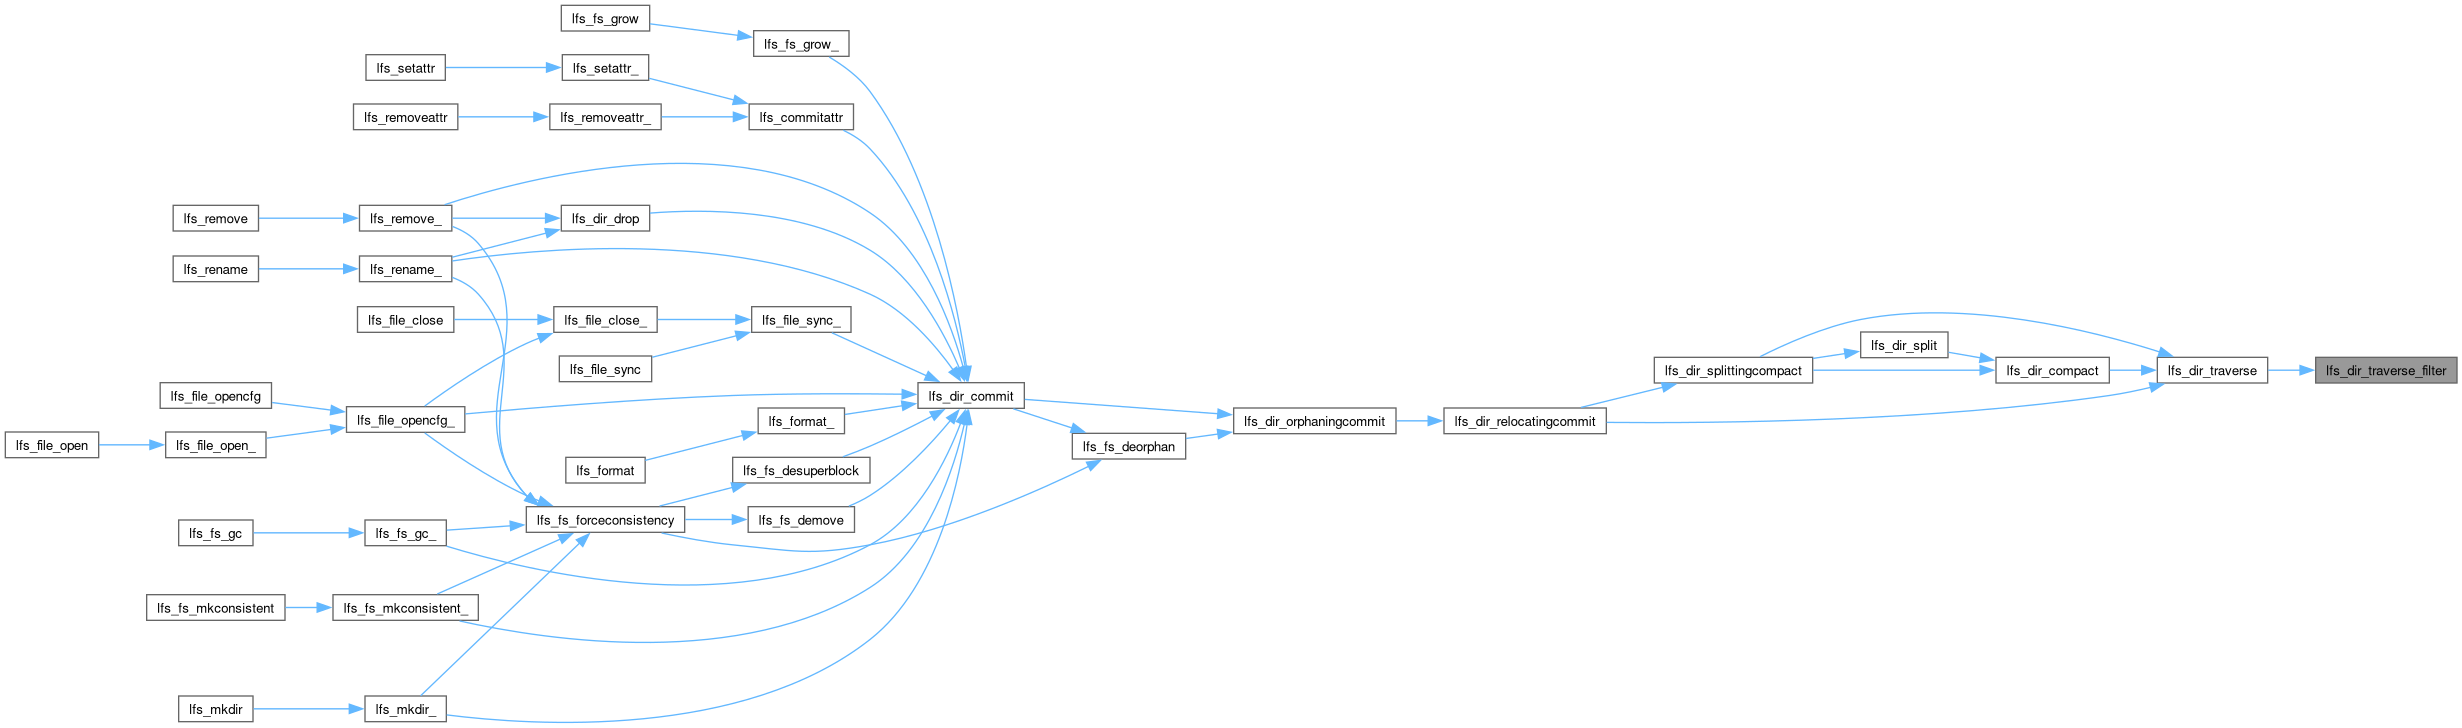 lfs_fs_grow
lfs_fs_grow_
lfs_setattr
lfs_setattr_
lfs_removeattr
lfs_removeattr_
lfs_commitattr
lfs_remove
lfs_remove_
lfs_dir_drop
lfs_rename
lfs_rename_
lfs_file_close
lfs_file_close_
lfs_file_sync_
lfs_file_sync
lfs_dir_split
lfs_dir_splittingcompact
lfs_dir_compact
lfs_dir_traverse
lfs_dir_traverse_filter
lfs_file_opencfg
lfs_dir_commit
lfs_file_opencfg_
lfs_format_
lfs_dir_orphaningcommit
lfs_dir_relocatingcommit
lfs_file_open
lfs_file_open_
lfs_fs_deorphan
lfs_format
lfs_fs_desuperblock
lfs_fs_forceconsistency
lfs_fs_demove
lfs_fs_gc
lfs_fs_gc_
lfs_fs_mkconsistent
lfs_fs_mkconsistent_
lfs_mkdir
lfs_mkdir_